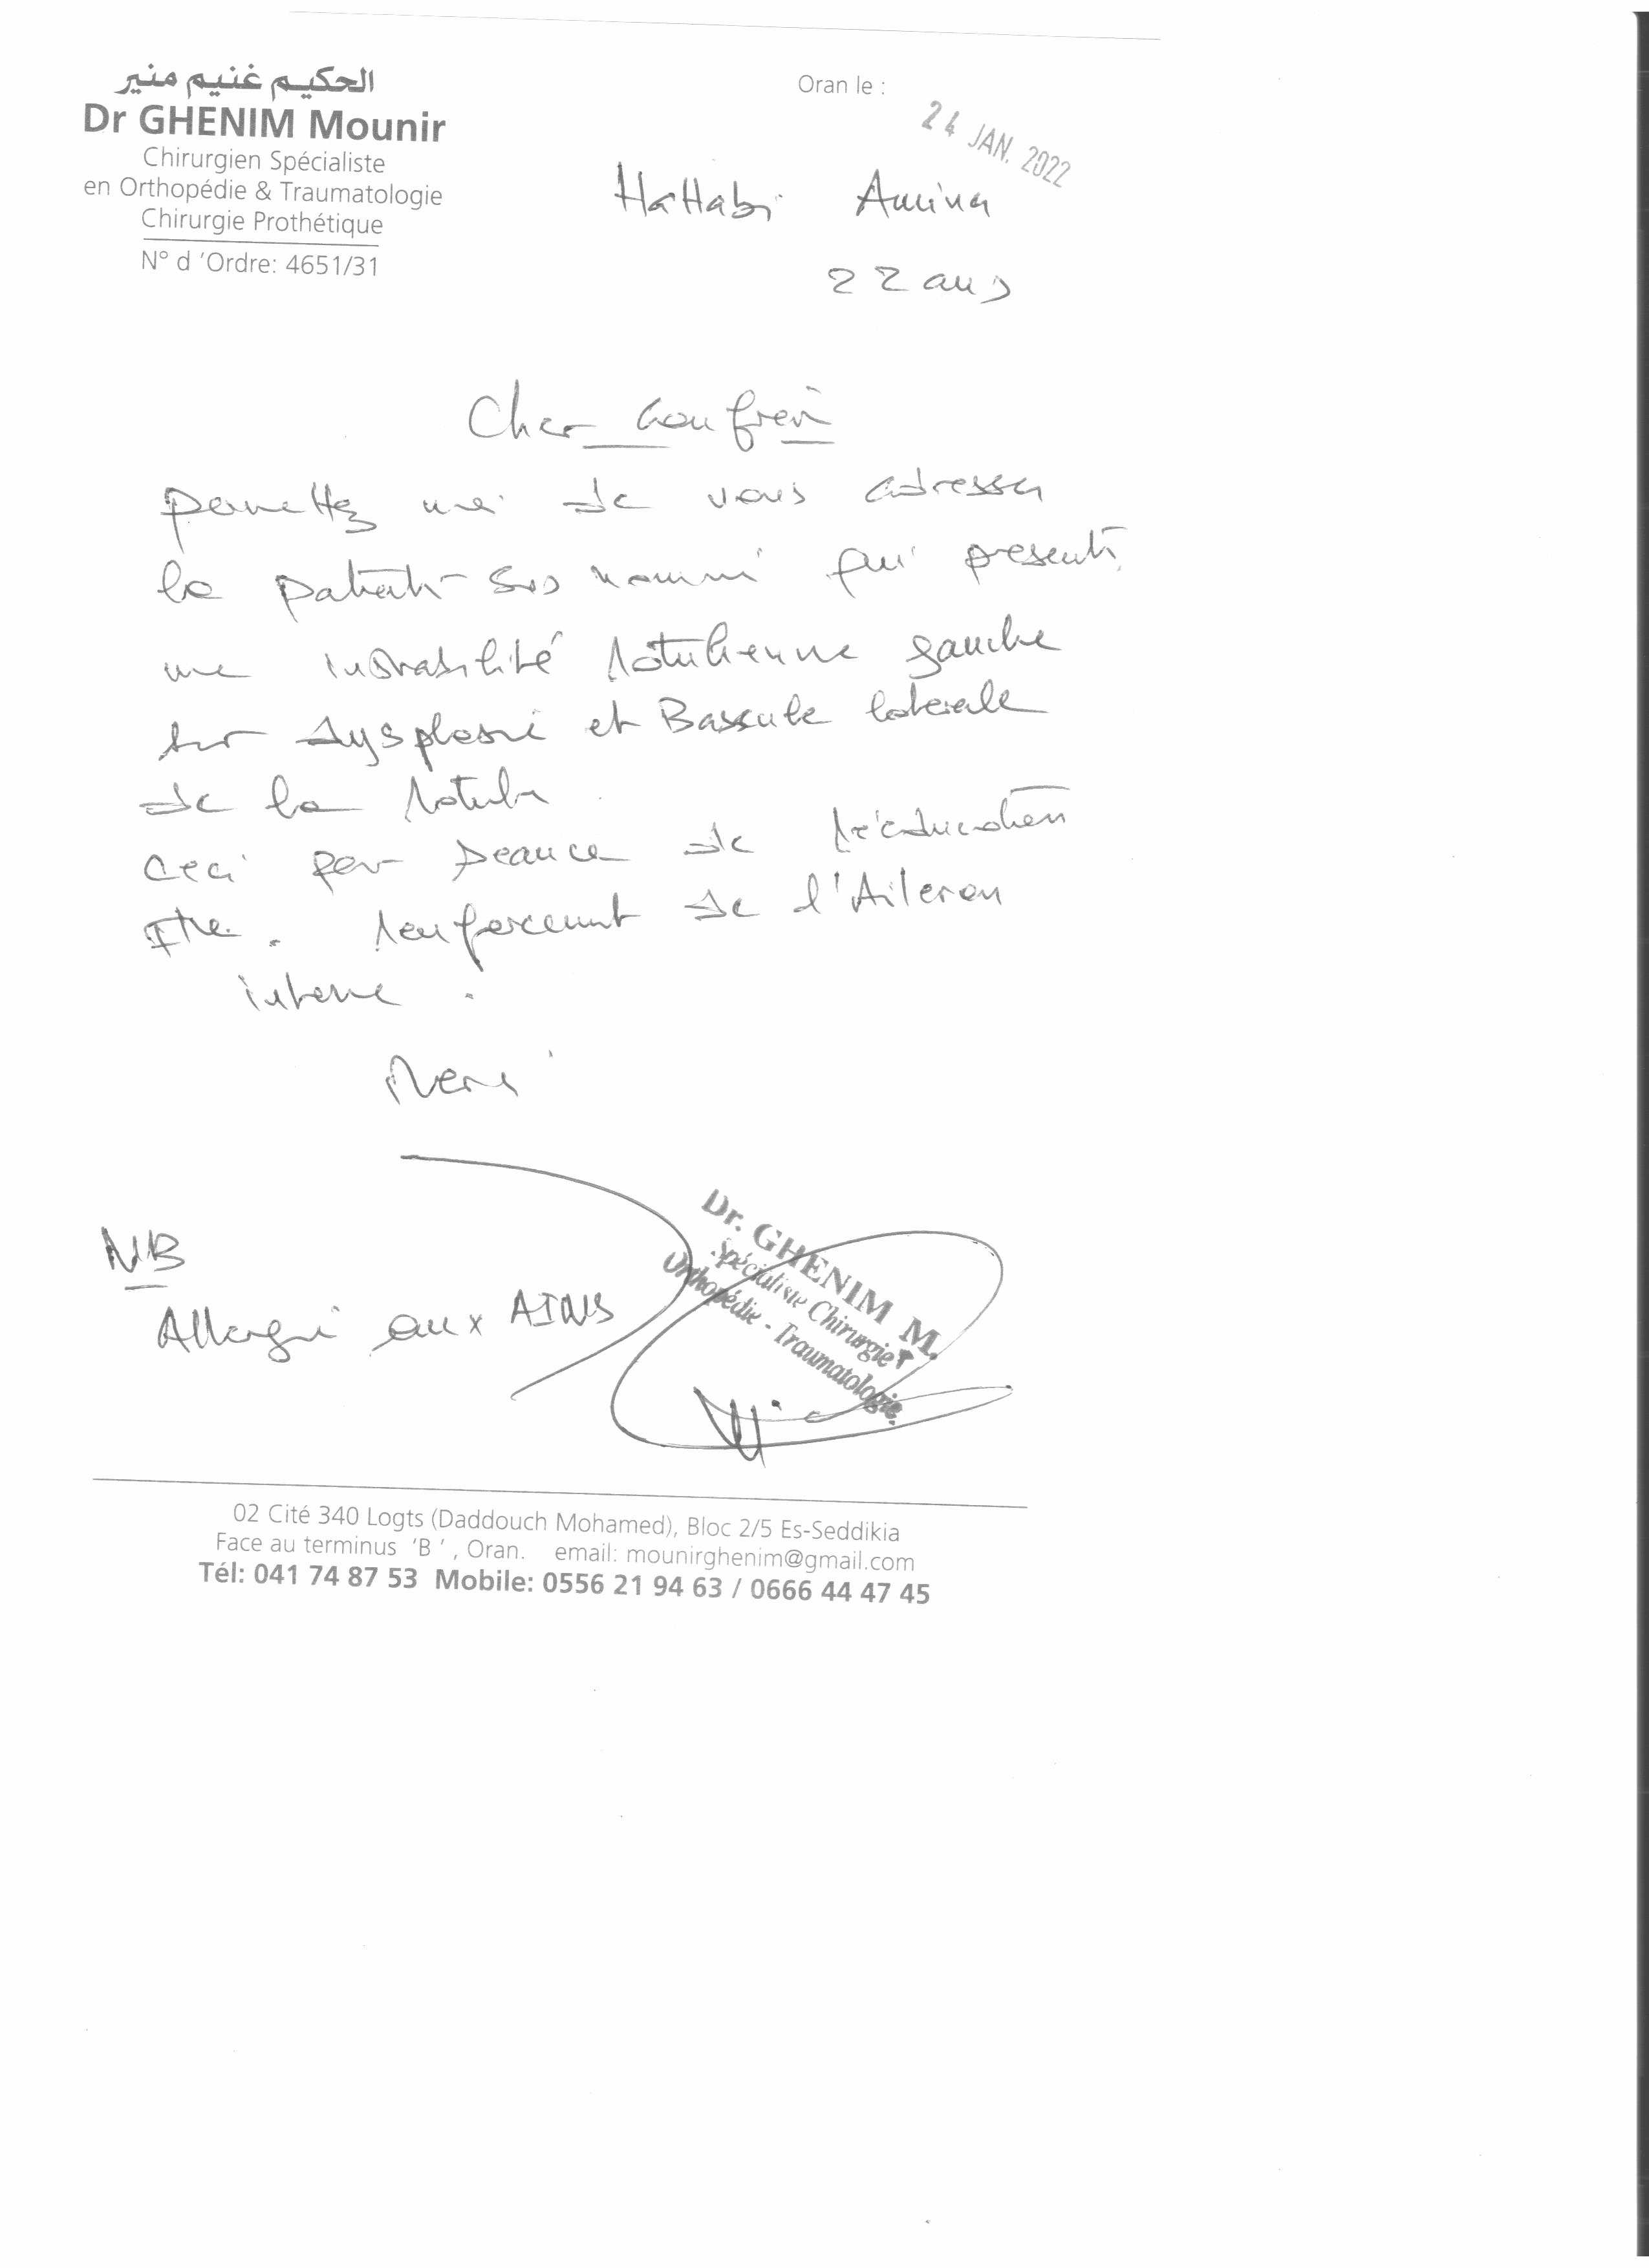 الحكيم غنيم منير
Dr GHENIM Mounir
Chirurgien Spécialiste
en Orthopédie & Traumatologie
Chirurgie Prothétique
N° d 'Ordre: 4651/31
Oran le :
24 JAN. 2022
Hattabi Amina
22 ans
Cher confrère
permettez moi de vous adresser
le patient sus nommé qui présente
une instabilité rotulienne gauche
sur dysplasie et Bascule laterale
de la rotule
Ceci pour seance de rééducation
renforcement de l'Aileron
interne.
Merci
NB
Allergie aux AINS
Dr. GHENIM M.
Spécialiste Chirurgie
Orthopédie - Traumatologie
02 Cité 340 Logts (Daddouch Mohamed), Bloc 2/5 Es-Seddikia
Face au terminus 'B ' , Oran. email: mounirghenim@gmail.com
Tél: 041 74 87 53 Mobile: 0556 21 94 63 / 0666 44 47 45